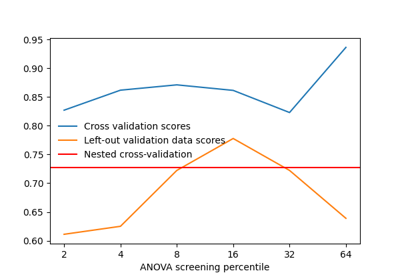 0.95
0.90
0.85
0.80
0.75
0.70
0.65
0.60
Cross validation scores
Left-out validation data scores
Nested cross-validation
2 4 8 16 32 64
ANOVA screening percentile